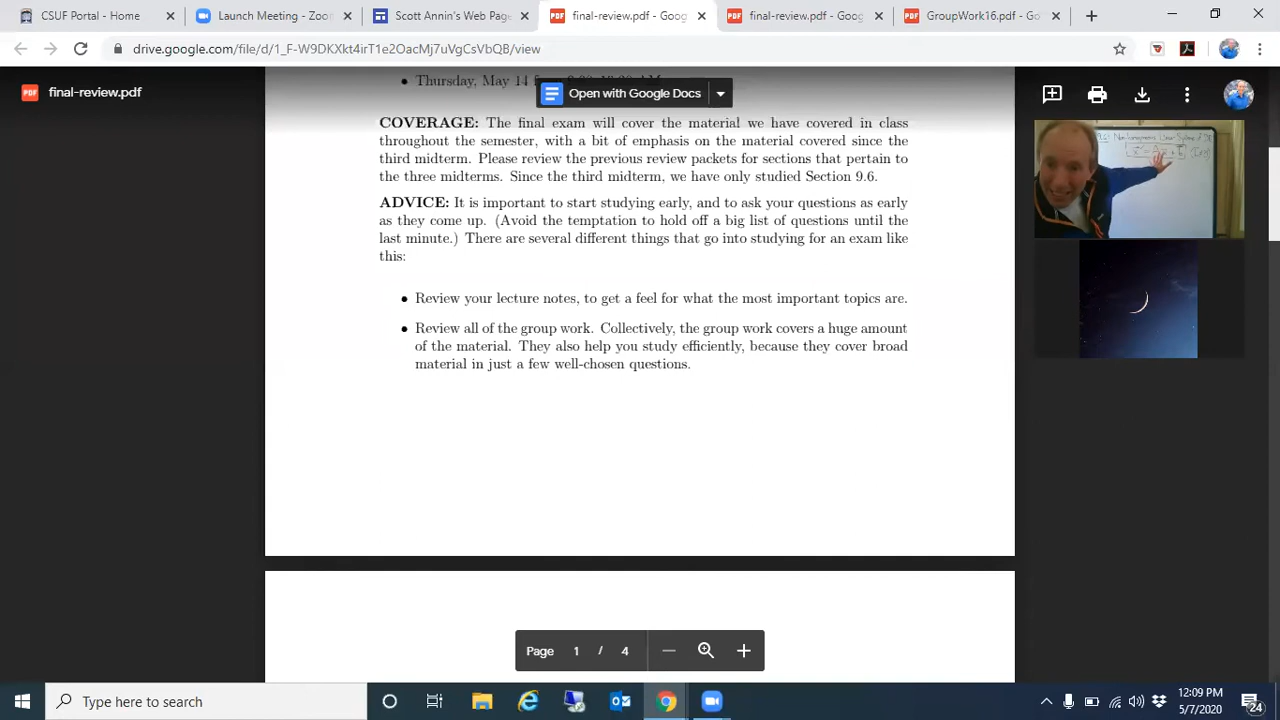 CSUF Portal - Home
Launch Meeting - Zoom
Scott Annin's Web Page
final-review.pdf - Goog
final-review.pdf - Goog
GroupWork16.pdf - Go
drive.google.com/file/d/1_F-W9DKXkt4irT1e2OacMj7uVgCsVbQB/view
PDF final-review.pdf
• Thursday, May 14
Open with Google Docs
COVERAGE: The final exam will cover the material we have covered in class
throughout the semester, with a bit of emphasis on the material covered since the
third midterm. Please review the previous review packets for sections that pertain to
the three midterms. Since the third midterm, we have only studied Section 9.6.
ADVICE: It is important to start studying early, and to ask your questions as early
as they come up. (Avoid the temptation to hold off a big list of questions until the
last minute.) There are several different things that go into studying for an exam like
this:
• Review your lecture notes, to get a feel for what the most important topics are.
• Review all of the group work. Collectively, the group work covers a huge amount
of the material. They also help you study efficiently, because they cover broad
material in just a few well-chosen questions.
Page 1 / 4
Type here to search
12:09 PM
5/7/2020
24